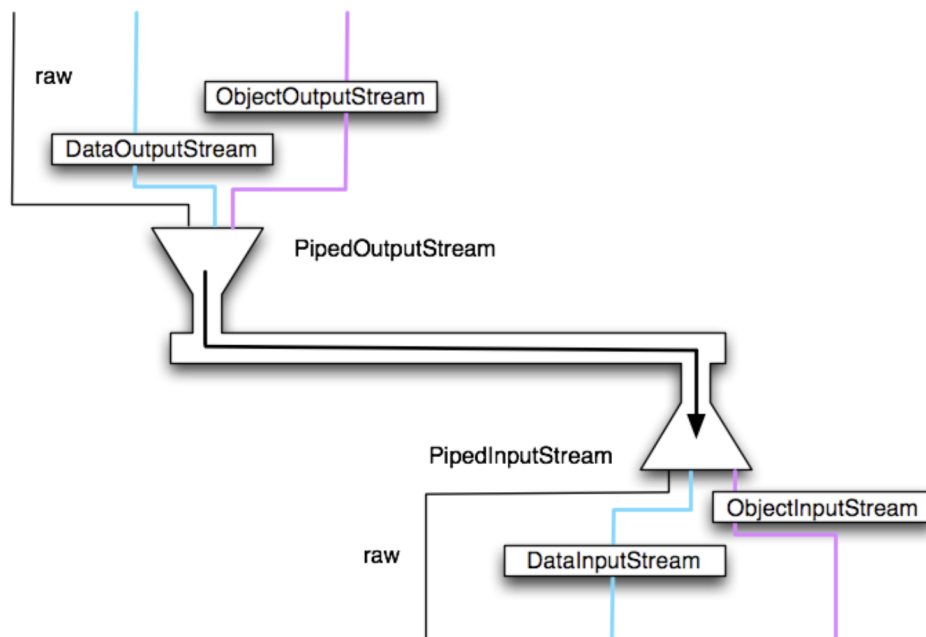 raw
ObjectOutputStream
DataOutputStream
PipedOutputStream
PipedInputStream
ObjectInputStream
raw
DataInputStream